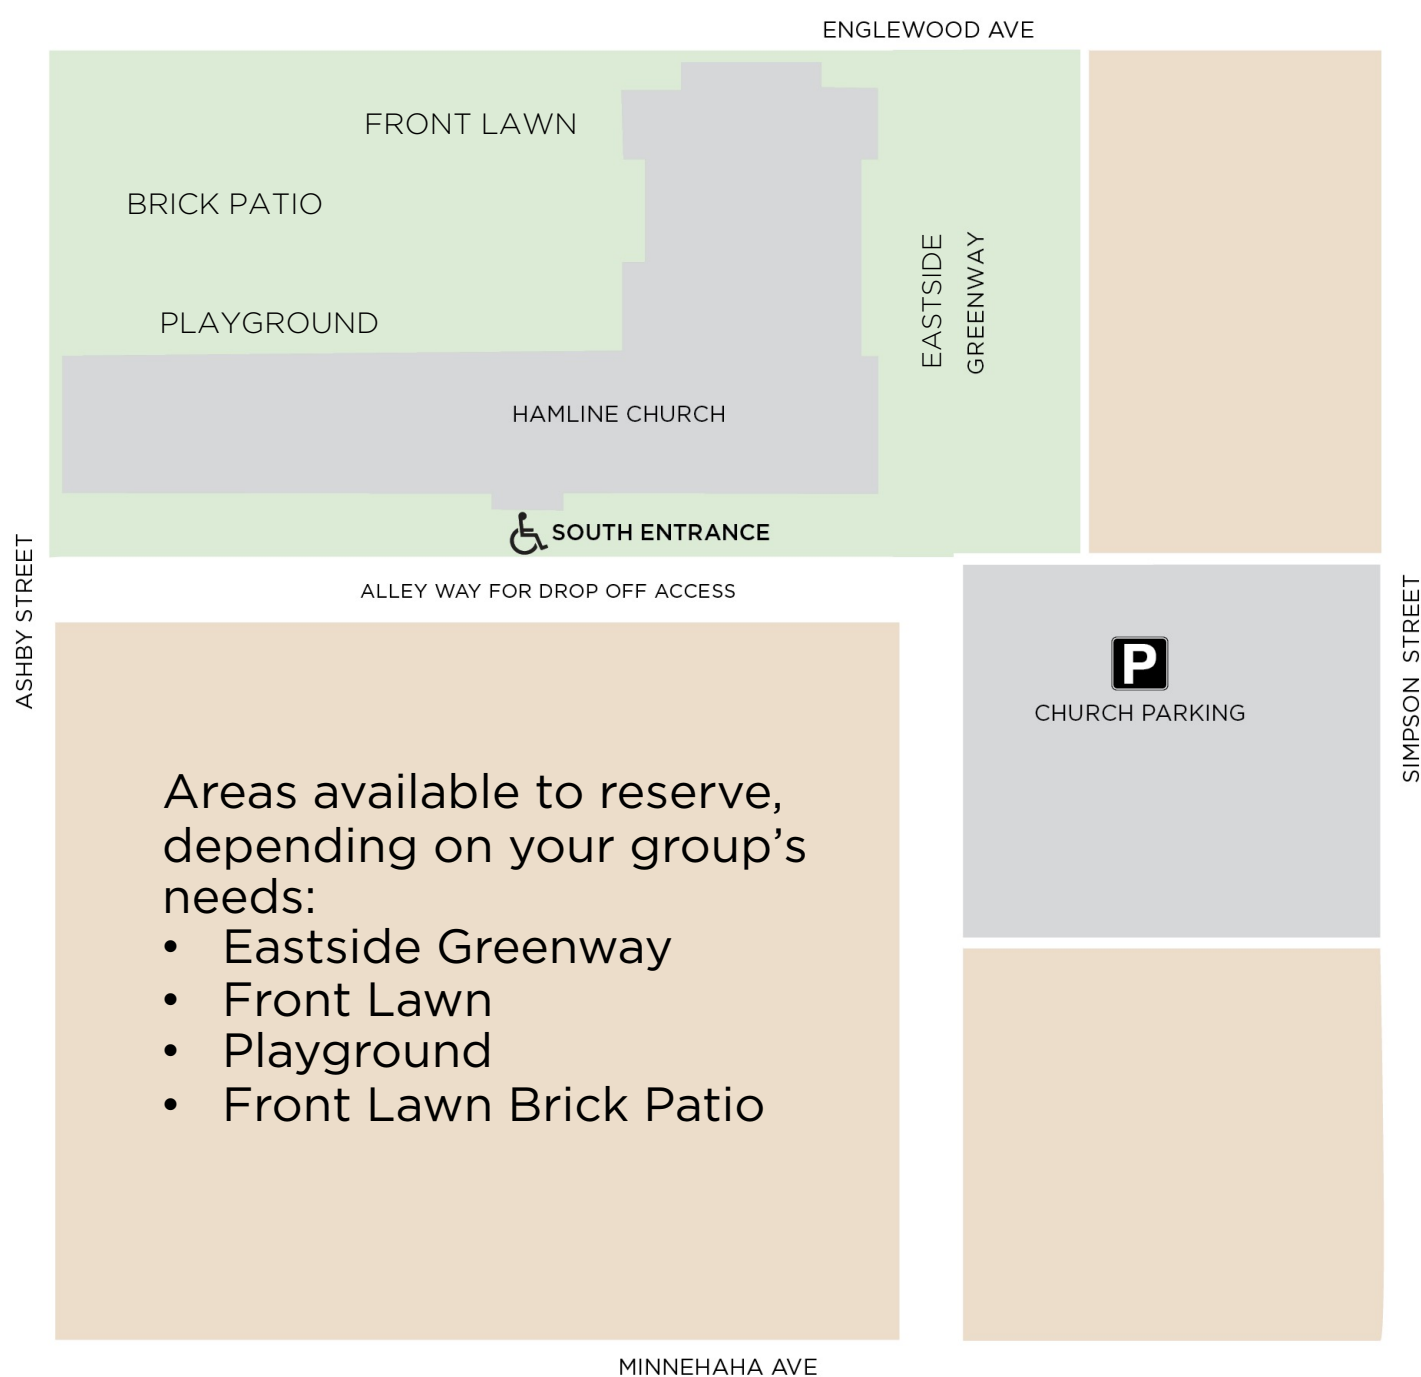 ENGLEWOOD AVE
FRONT LAWN
BRICK PATIO
EASTSIDE
GREENWAY
PLAYGROUND
HAMLINE CHURCH
SOUTH ENTRANCE
ASHBY STREET
ALLEY WAY FOR DROP OFF ACCESS
SIMPSON STREET
P
CHURCH PARKING
Areas available to reserve,
depending on your group's
needs:
• Eastside Greenway
• Front Lawn
• Playground
• Front Lawn Brick Patio
MINNEHAHA AVE